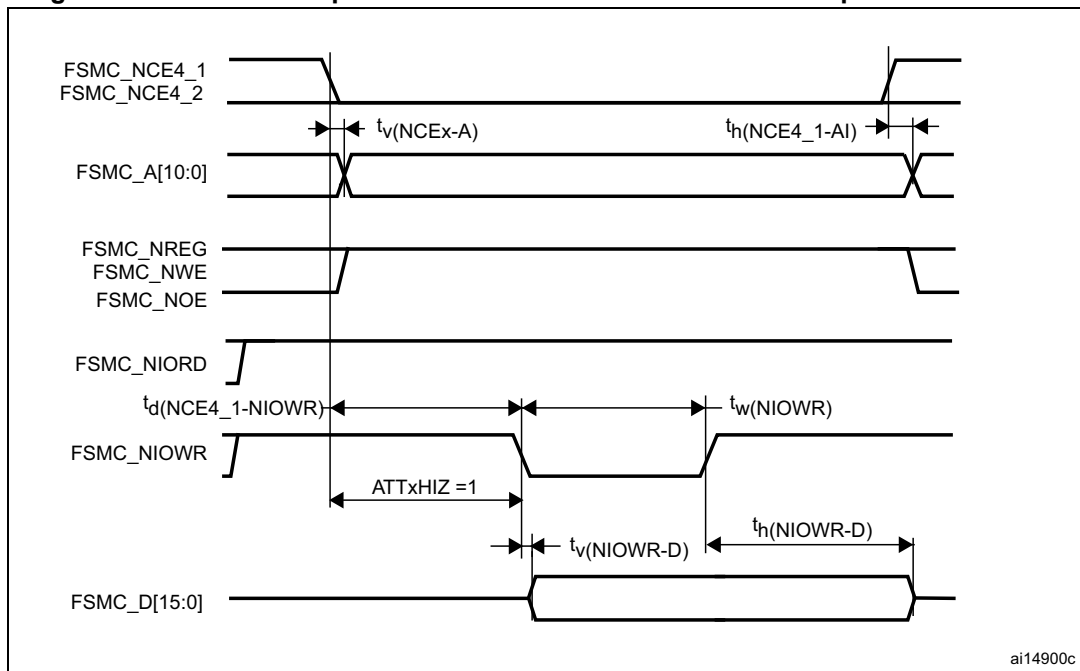 FSMC_NCE4_1
FSMC_NCE4_2
tv(NCEx-A)
th(NCE4_1-AI)
FSMC_A[10:0]
FSMC_NREG
FSMC_NWE
FSMC_NOE
FSMC_NIORD
td(NCE4_1-NIOWR)
tw(NIOWR)
FSMC_NIOWR
ATTxHIZ =1
th(NIOWR-D)
tv(NIOWR-D)
FSMC_D[15:0]
ai14900c